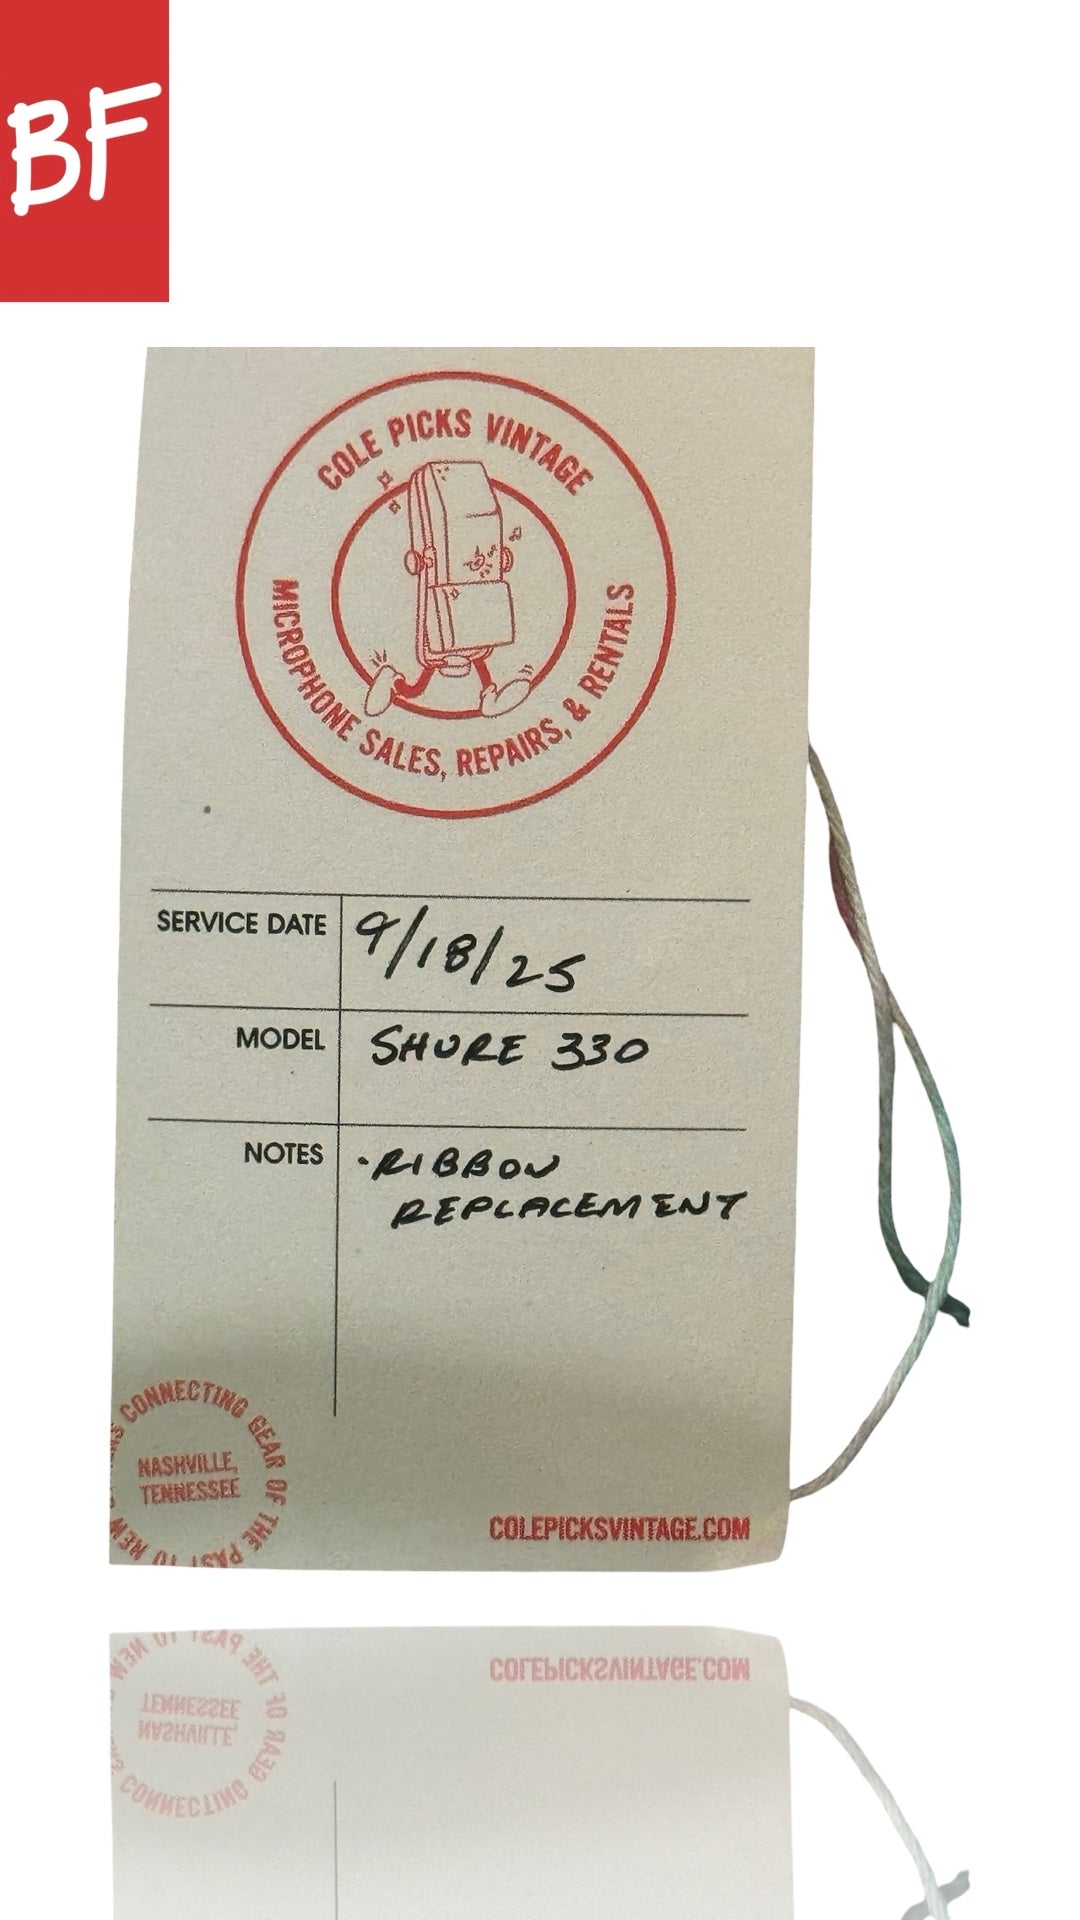 BF
COLE PICKS VINTAGE
MICROPHONE SALES, REPAIRS, & RENTALS
SERVICE DATE 9/18/25
MODEL SHURE 330
NOTES ·RIBBON
REPLACEMENT
CONNECTING GEAR OF THE PAST TO NEW
NASHVILLE,
TENNESSEE
COLEPICKSVINTAGE.COM